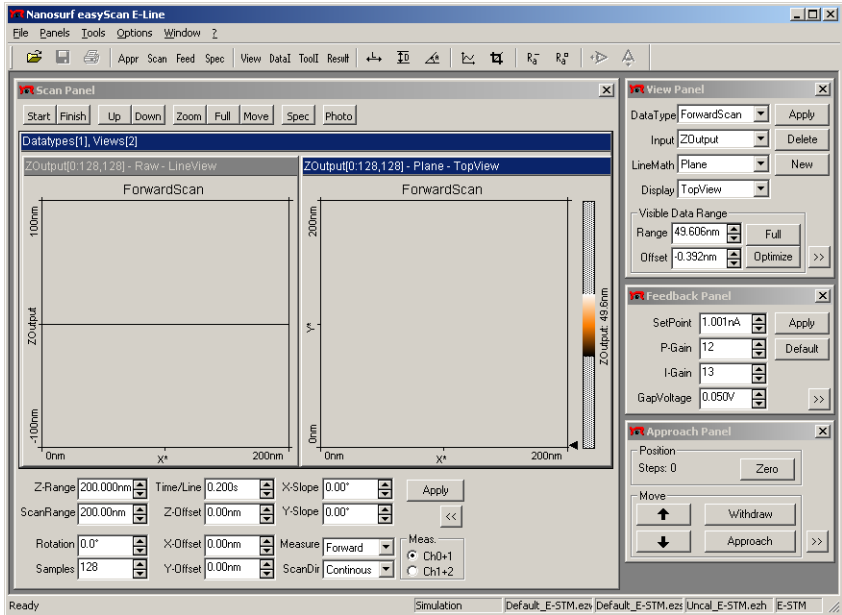 Nanosurf easyScan E-Line
File Panels Tools Options Window ?
Appr Scan Feed Spec View DataI ToolI Result
Scan Panel
Start Finish Up Down Zoom Full Move Spec Photo
Datatypes[1], Views[2]
ZOutput[0:128,128] - Raw - LineView
ForwardScan
100nm
ZOutput
-100nm
0nm X* 200nm
ZOutput[0:128,128] - Plane - TopView
ForwardScan
200nm
Y*
0nm
0nm X* 200nm
ZOutput: 49.6nm
Z-Range 200.000nm Time/Line 0.200s X-Slope 0.00° Apply
ScanRange 200.00nm Z-Offset 0.00nm Y-Slope 0.00° <<
Rotation 0.0° X-Offset 0.00nm Measure Forward Meas. Ch0+1
Samples 128 Y-Offset 0.00nm ScanDir Continous Ch1+2
View Panel
DataType ForwardScan Apply
Input ZOutput Delete
LineMath Plane New
Display TopView
Visible Data Range
Range 49.606nm Full
Offset -0.392nm Optimize >>
Feedback Panel
SetPoint 1.001nA Apply
P-Gain 12 Default
I-Gain 13
GapVoltage 0.050V >>
Approach Panel
Position
Steps: 0 Zero
Move
Withdraw
Approach >>
Ready Simulation Default_E-STM.ezv Default_E-STM.ezs Uncal_E-STM.ezh E-STM